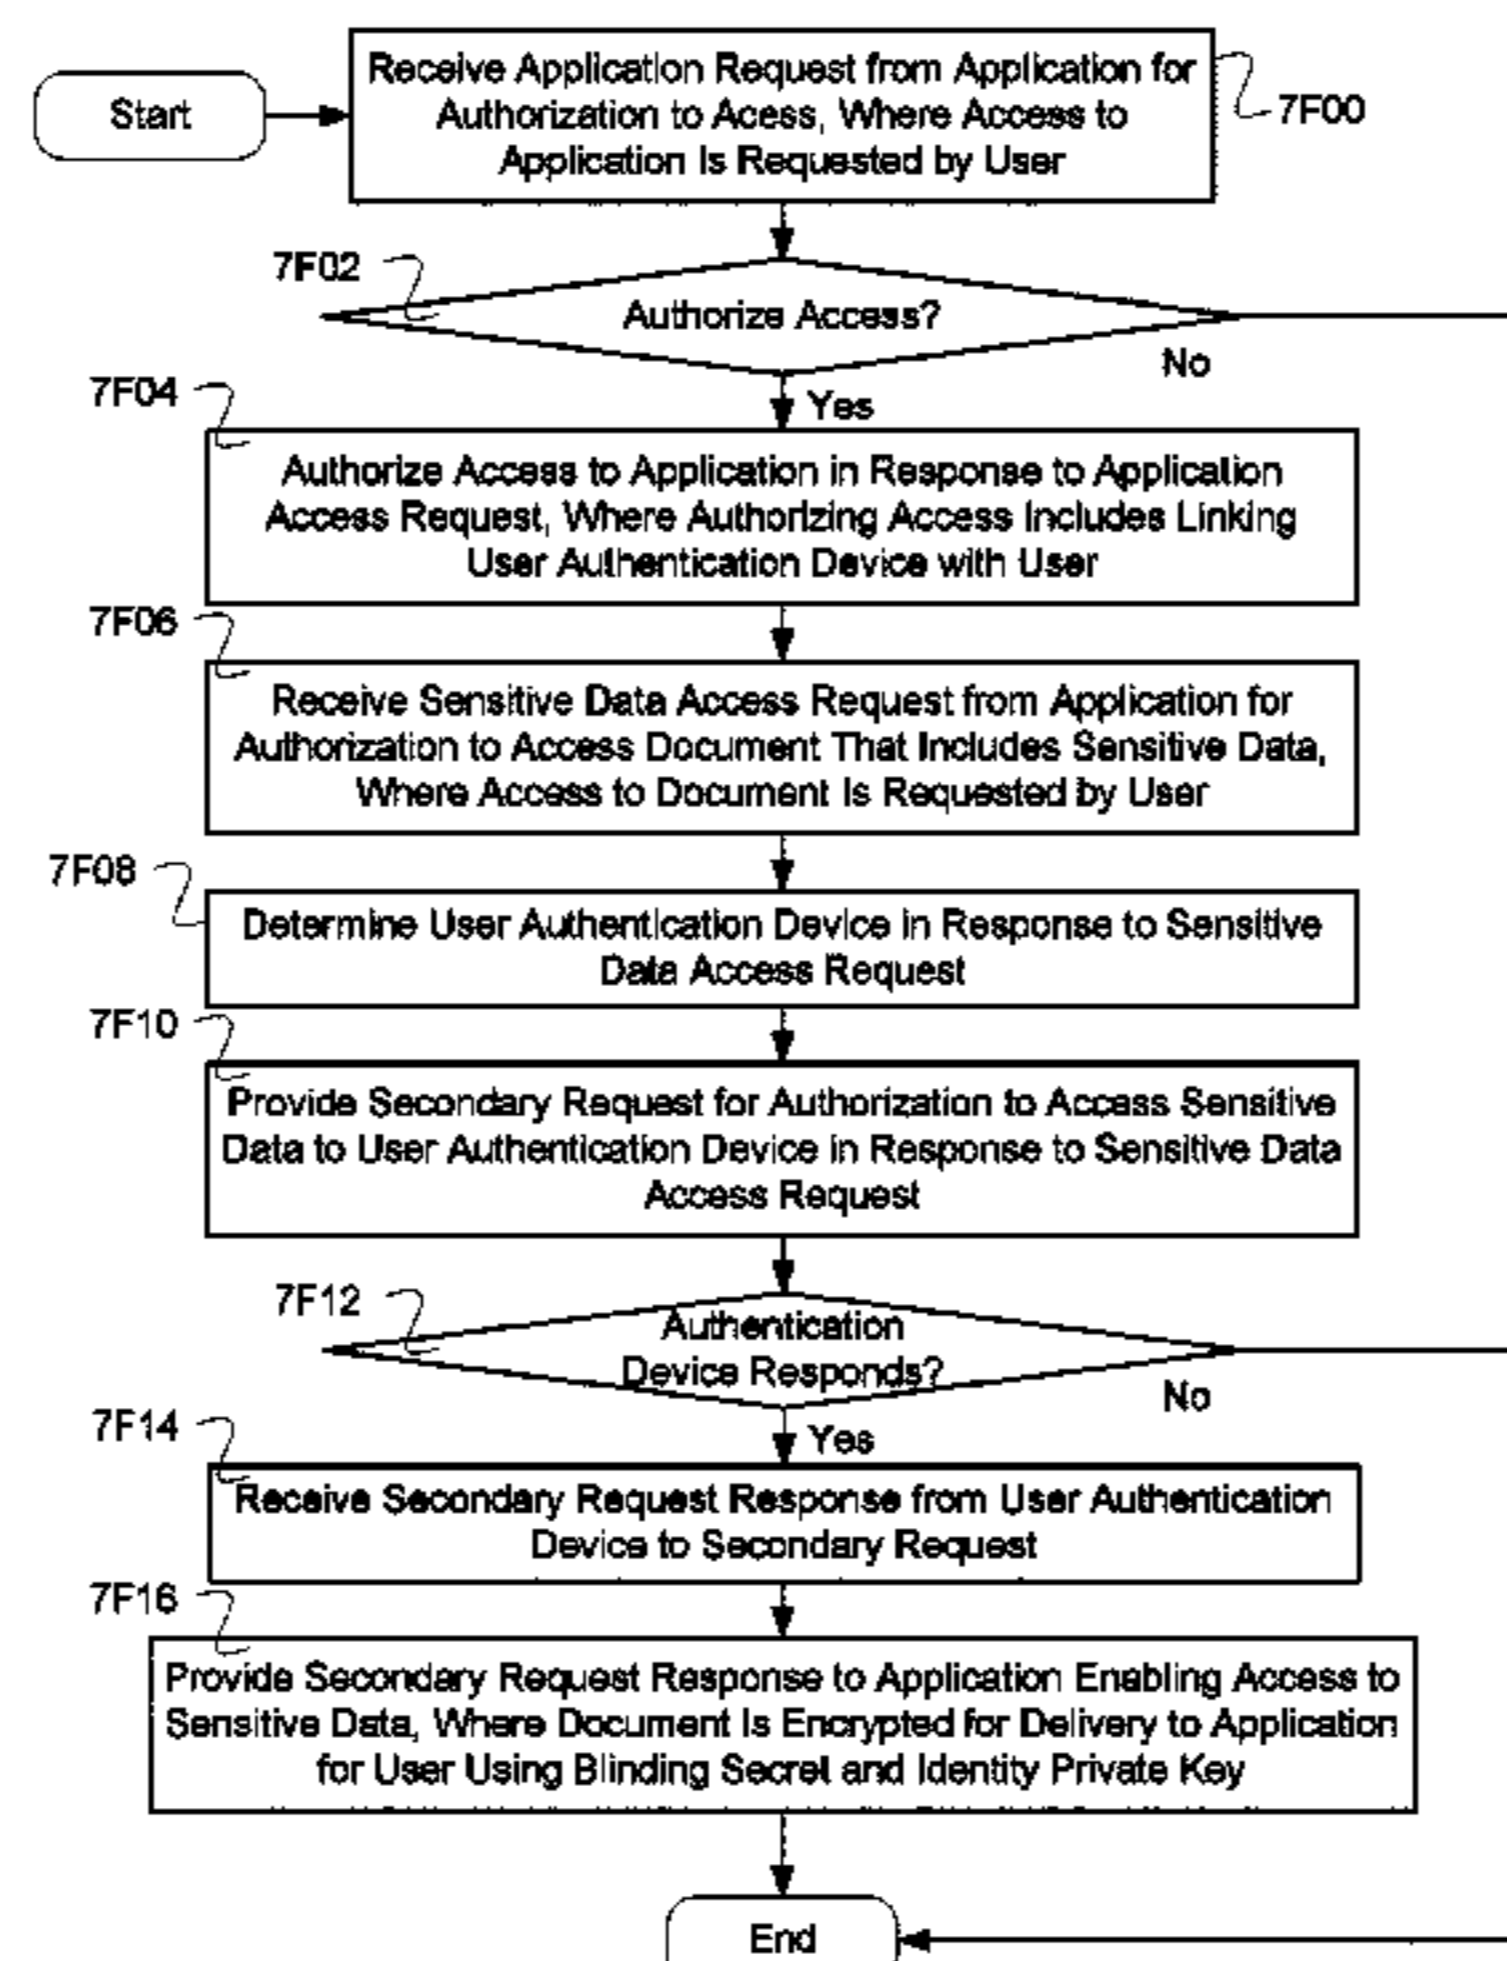 Start
Receive Application Request from Application for
Authorization to Acess, Where Access to
Application Is Requested by User
7F00
7F02
Authorize Access?
No
Yes
7F04
Authorize Access to Application in Response to Application
Access Request, Where Authorizing Access Includes Linking
User Authentication Device with User
7F06
Receive Sensitive Data Access Request from Application for
Authorization to Access Document That Includes Sensitive Data,
Where Access to Document Is Requested by User
7F08
Determine User Authentication Device in Response to Sensitive
Data Access Request
7F10
Provide Secondary Request for Authorization to Access Sensitive
Data to User Authentication Device in Response to Sensitive Data
Access Request
7F12
Authentication
Device Responds?
No
Yes
7F14
Receive Secondary Request Response from User Authentication
Device to Secondary Request
7F16
Provide Secondary Request Response to Application Enabling Access to
Sensitive Data, Where Document Is Encrypted for Delivery to Application
for User Using Blinding Secret and Identity Private Key
End